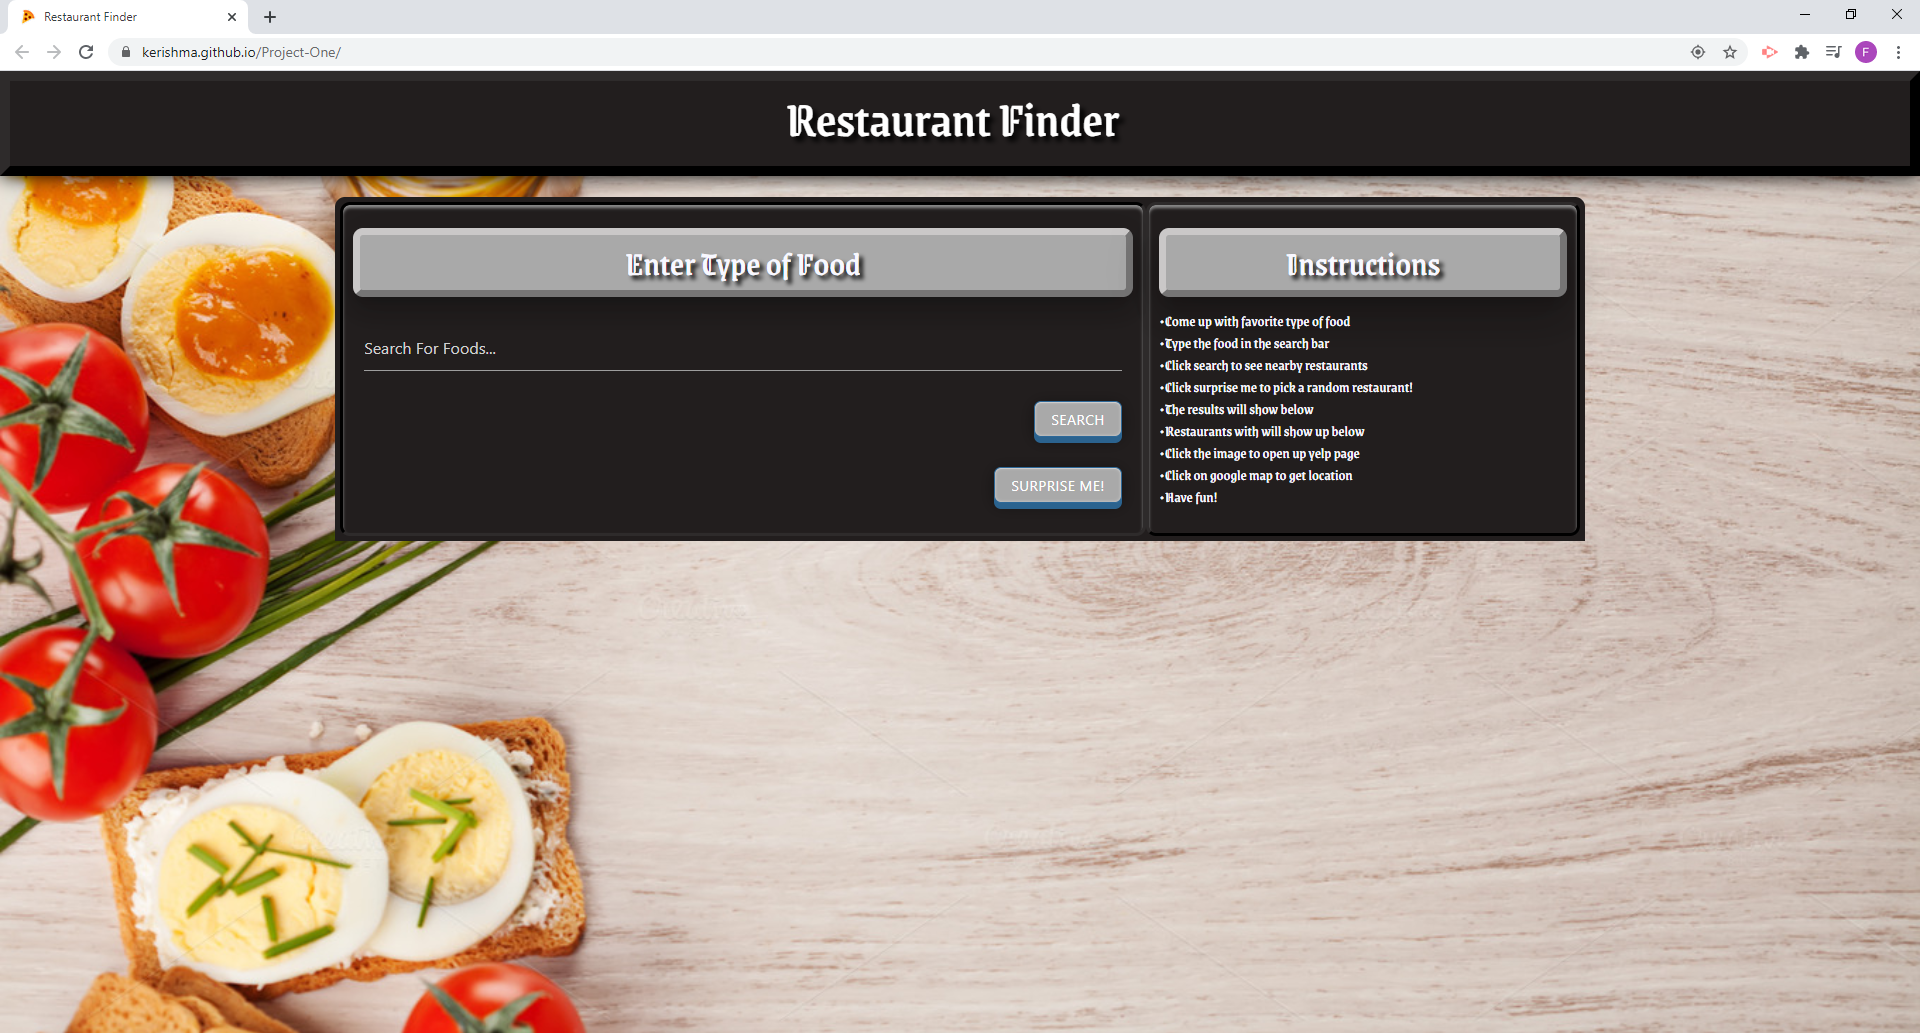 Restaurant Finder
kerishma.github.io/Project-One/
F
Restaurant Finder
Enter Type of Food
Search For Foods...
SEARCH
SURPRISE ME!
Instructions
•Come up with favorite type of food
•Type the food in the search bar
•Click search to see nearby restaurants
•Click surprise me to pick a random restaurant!
•The results will show below
•Restaurants with will show up below
•Click the image to open up yelp page
•Click on google map to get location
•Have fun!